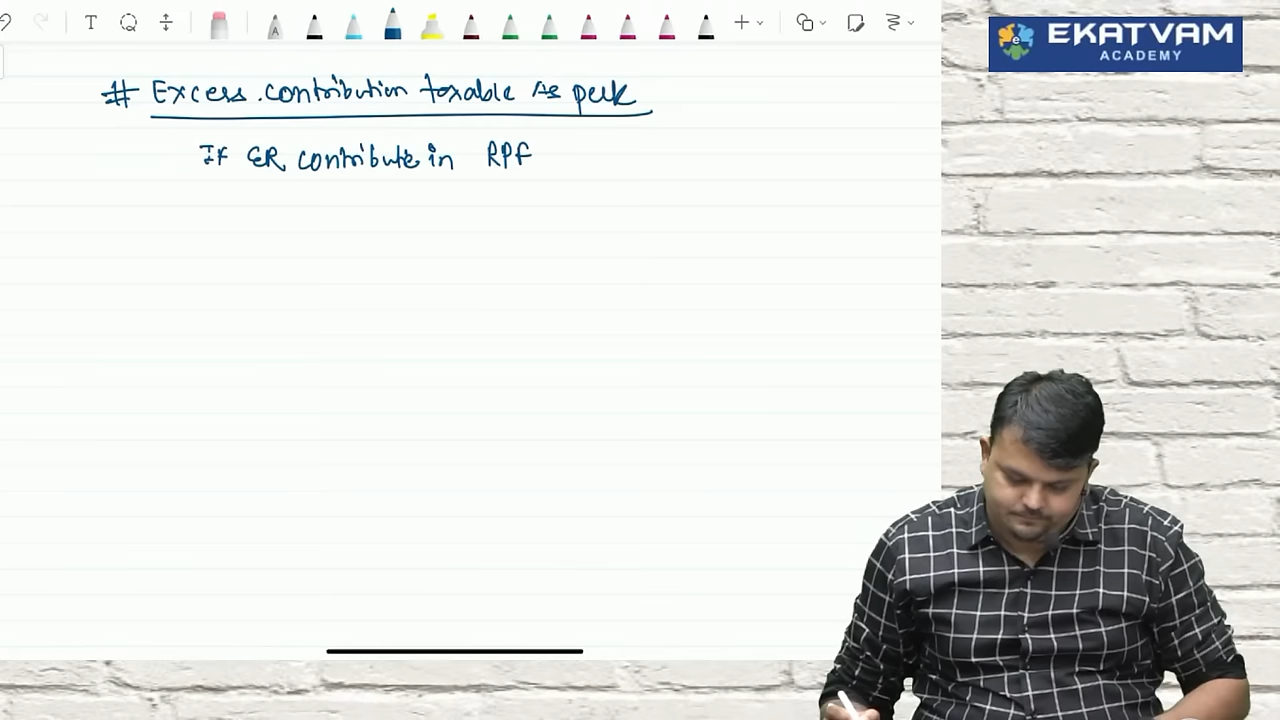 T
A
EKATVAM
ACADEMY
# Excess contribution taxable As perk
If ER contribute in RPF